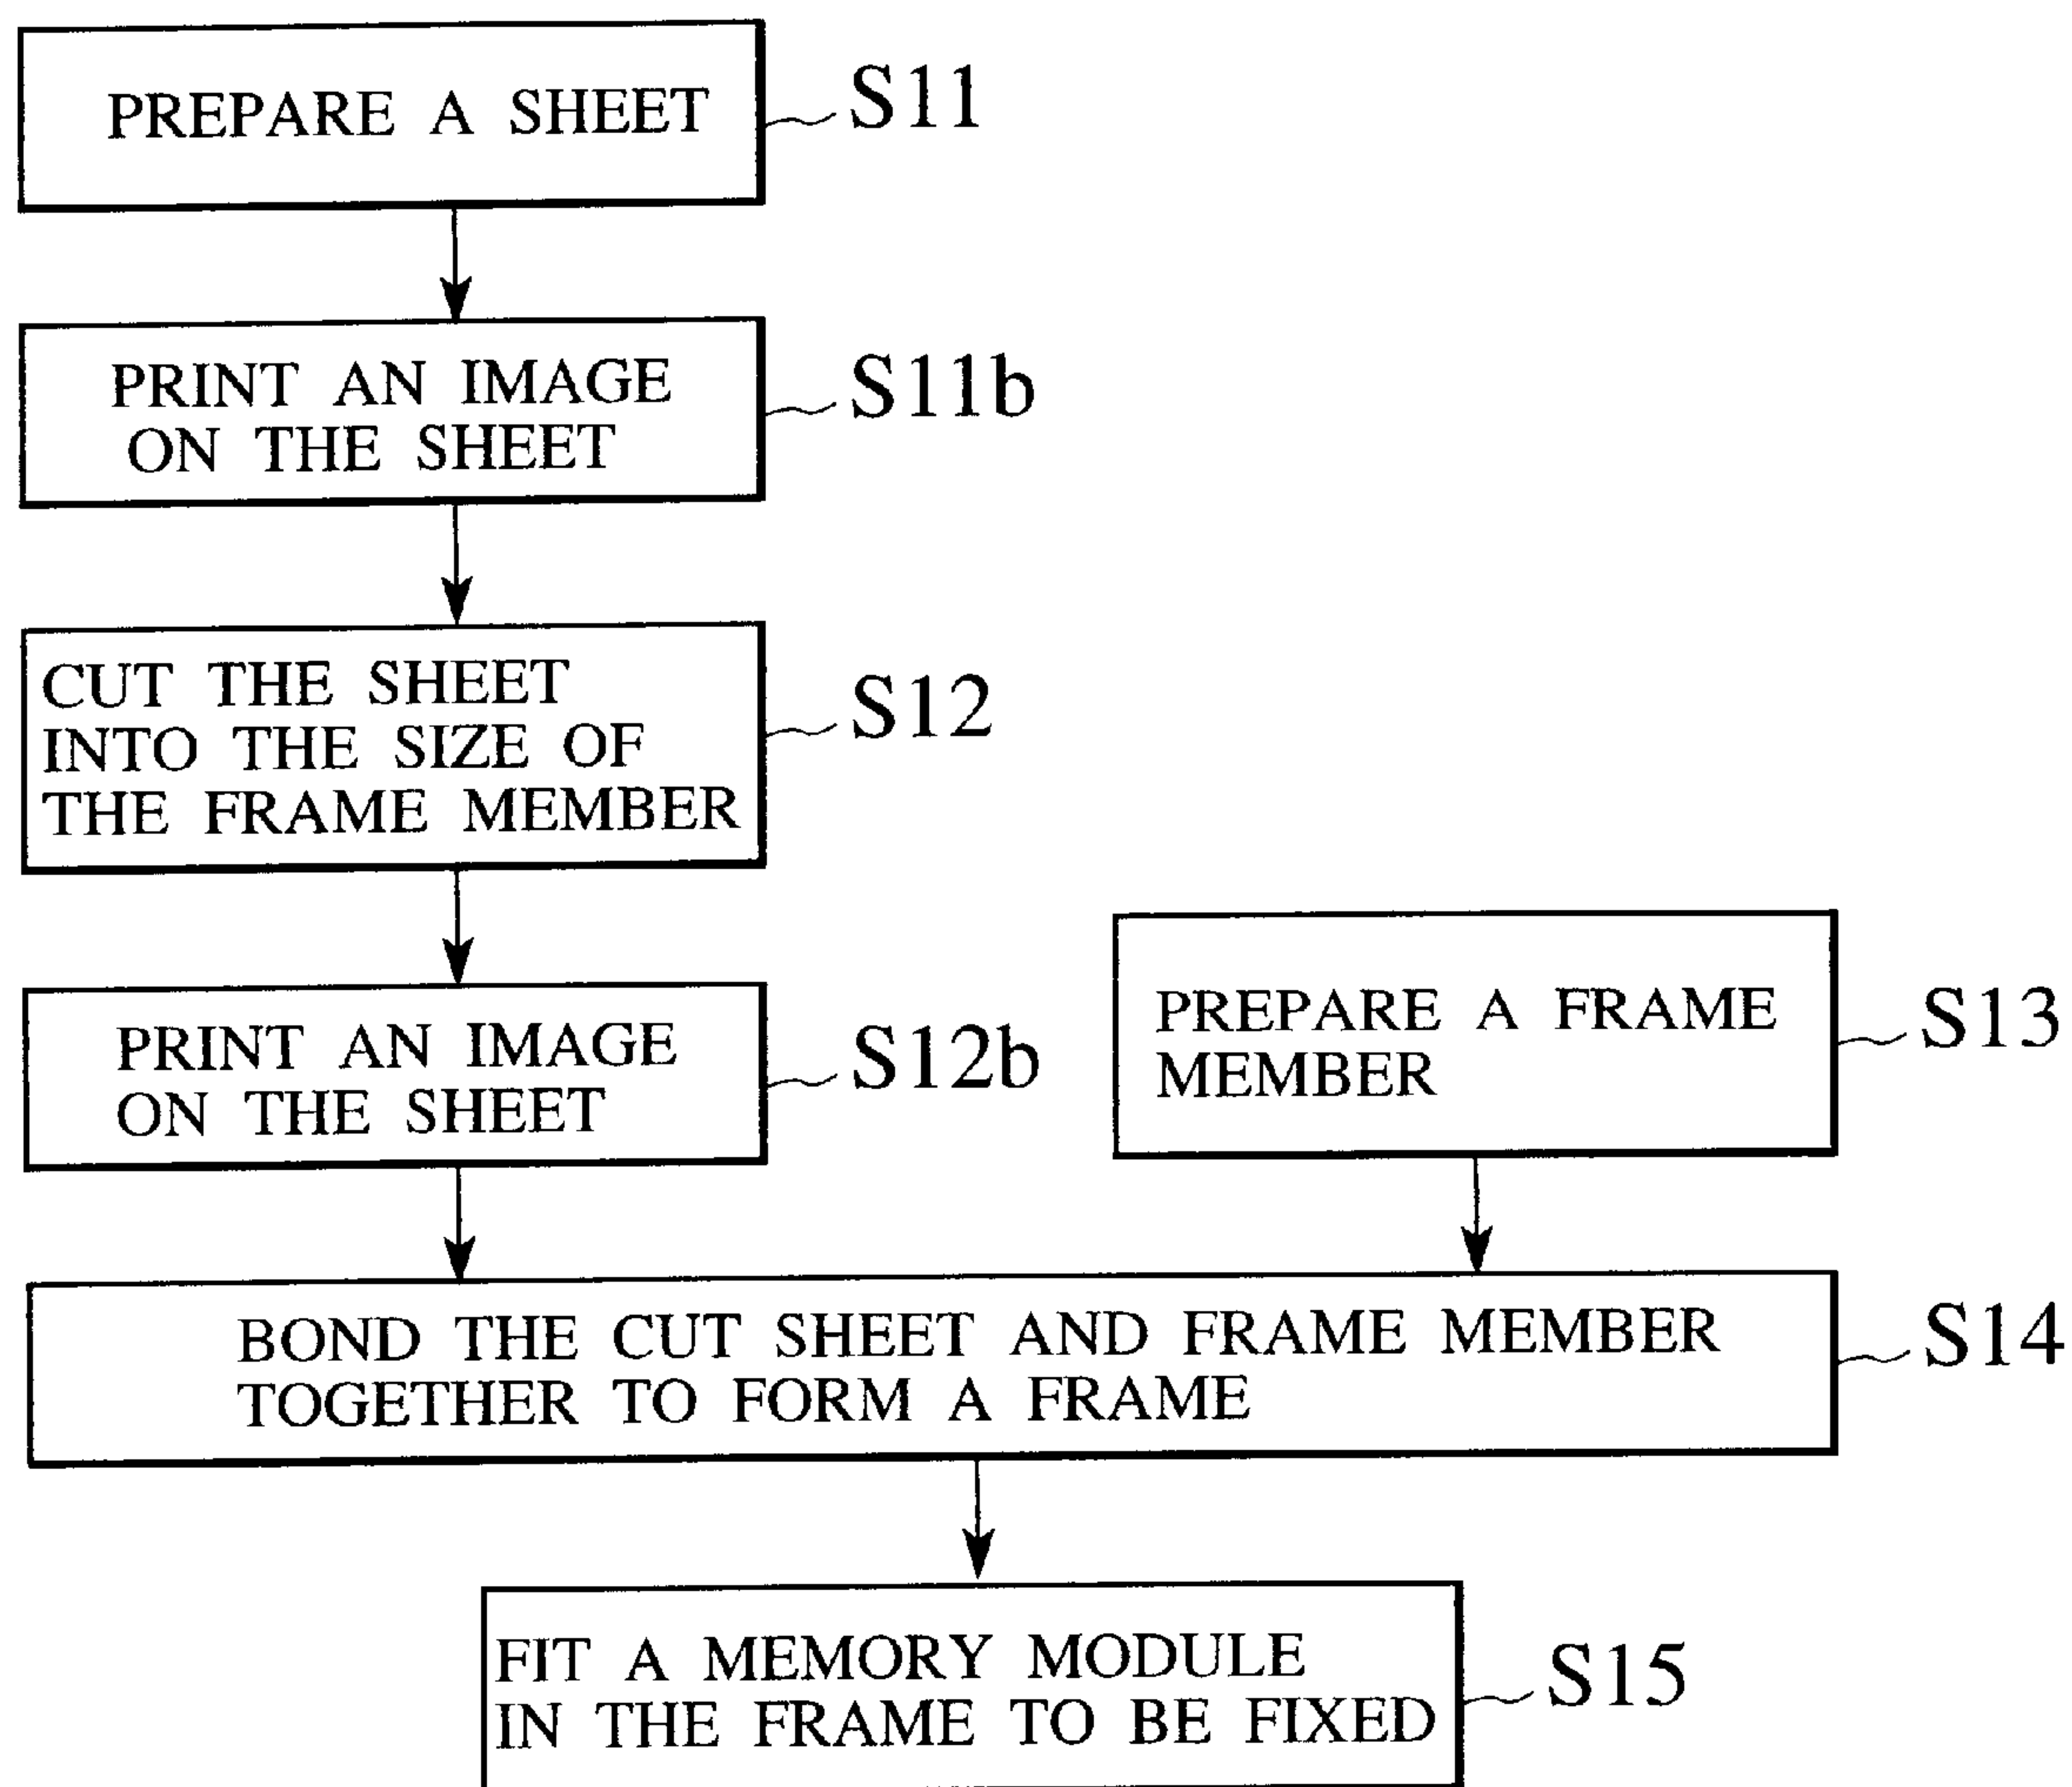 PREPARE A SHEET
S11
PRINT AN IMAGE
ON THE SHEET
S11b
CUT THE SHEET
INTO THE SIZE OF
THE FRAME MEMBER
S12
PRINT AN IMAGE
ON THE SHEET
S12b
PREPARE A FRAME
MEMBER
S13
BOND THE CUT SHEET AND FRAME MEMBER
TOGETHER TO FORM A FRAME
S14
FIT A MEMORY MODULE
IN THE FRAME TO BE FIXED
S15